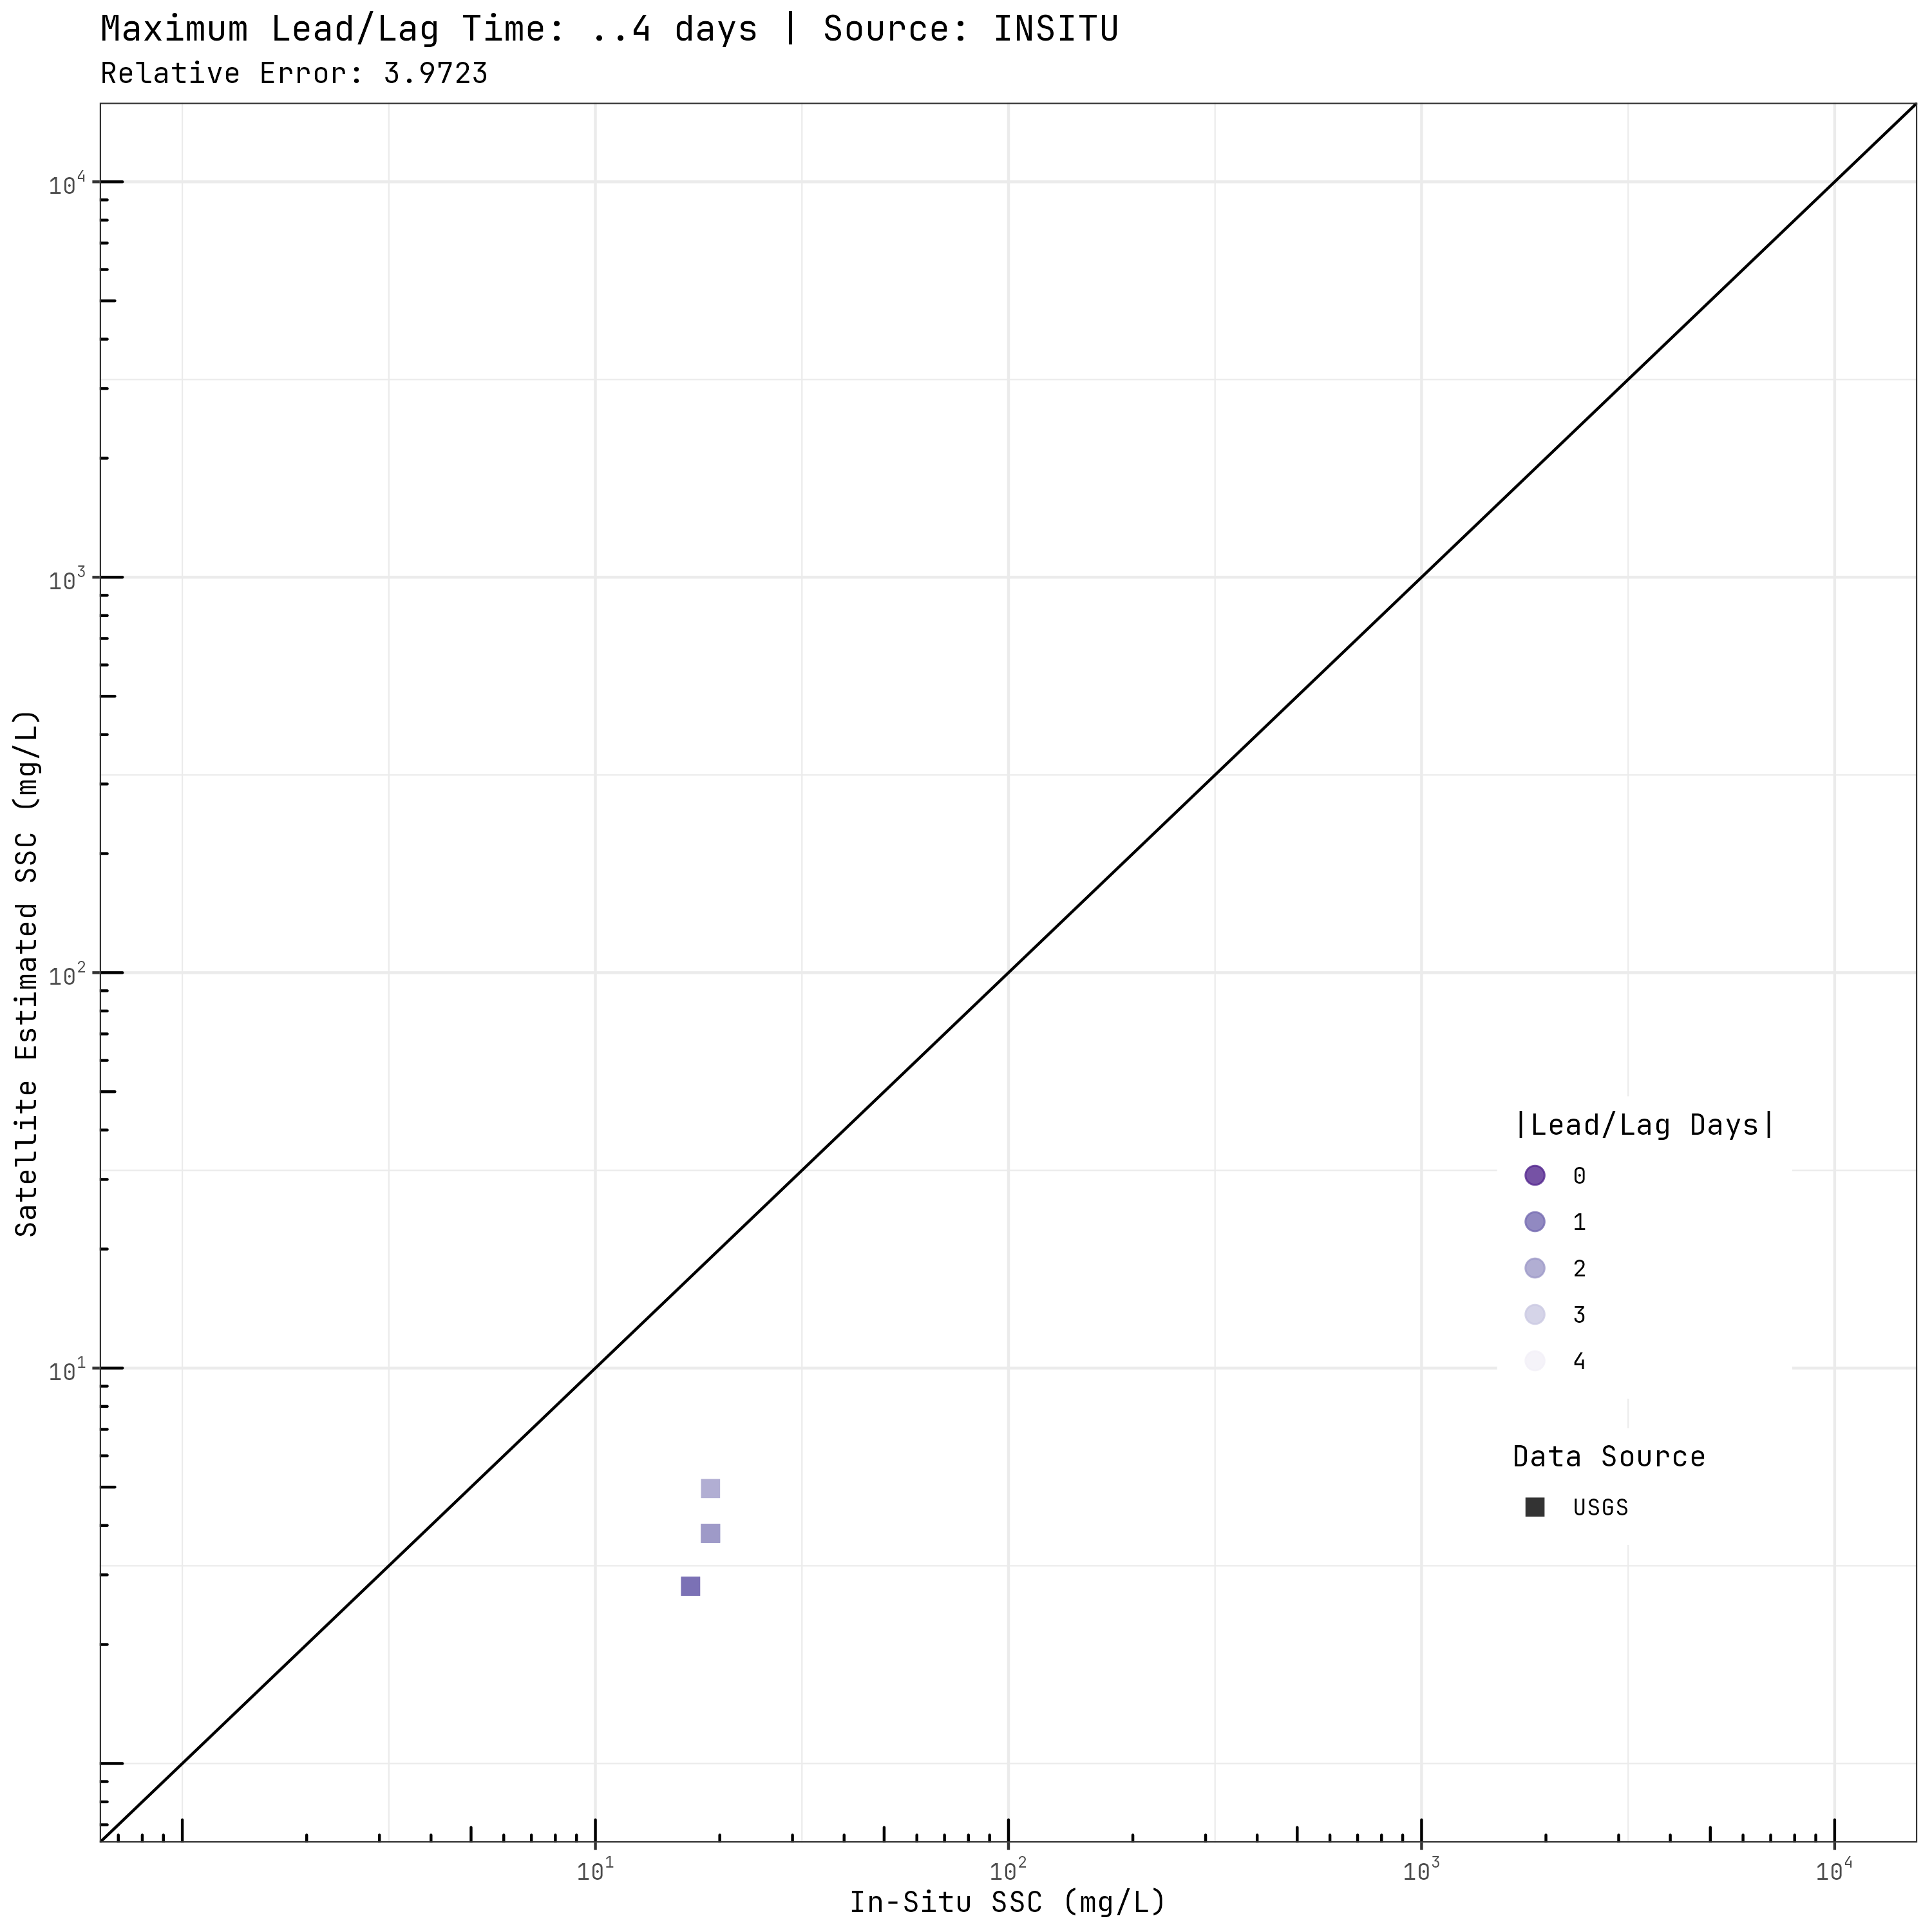 Maximum Lead/Lag Time: ..4 days | Source: INSITU
Relative Error: 3.9723
10⁴
10³
10²
10¹
Satellite Estimated SSC (mg/L)
|Lead/Lag Days|
0
1
2
3
4
Data Source
USGS
10¹ 10² 10³ 10⁴
In-Situ SSC (mg/L)